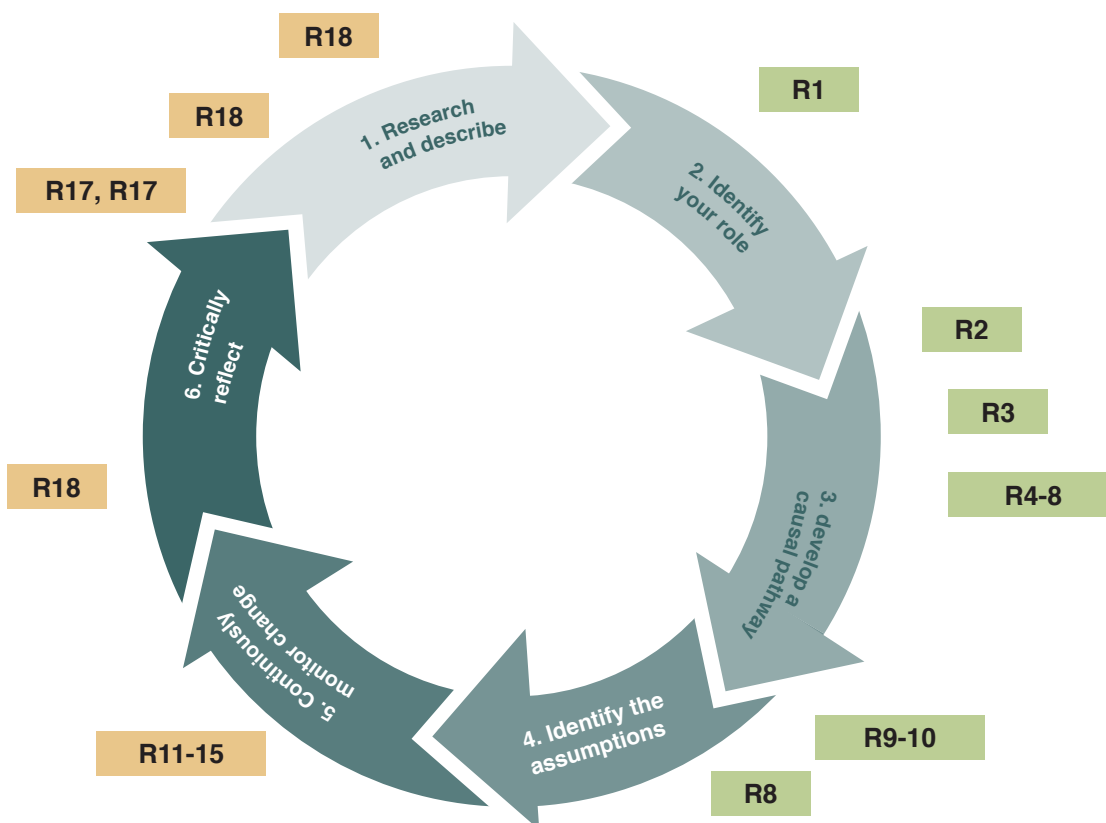 R18
R18
R17, R17
R18
R11-15
1. Research
and describe
2. Identify
your role
3. develop a
causal pathway
4. Identify the
assumptions
5. Continiously
monitor change
6. Critically
reflect
R1
R2
R3
R4-8
R9-10
R8